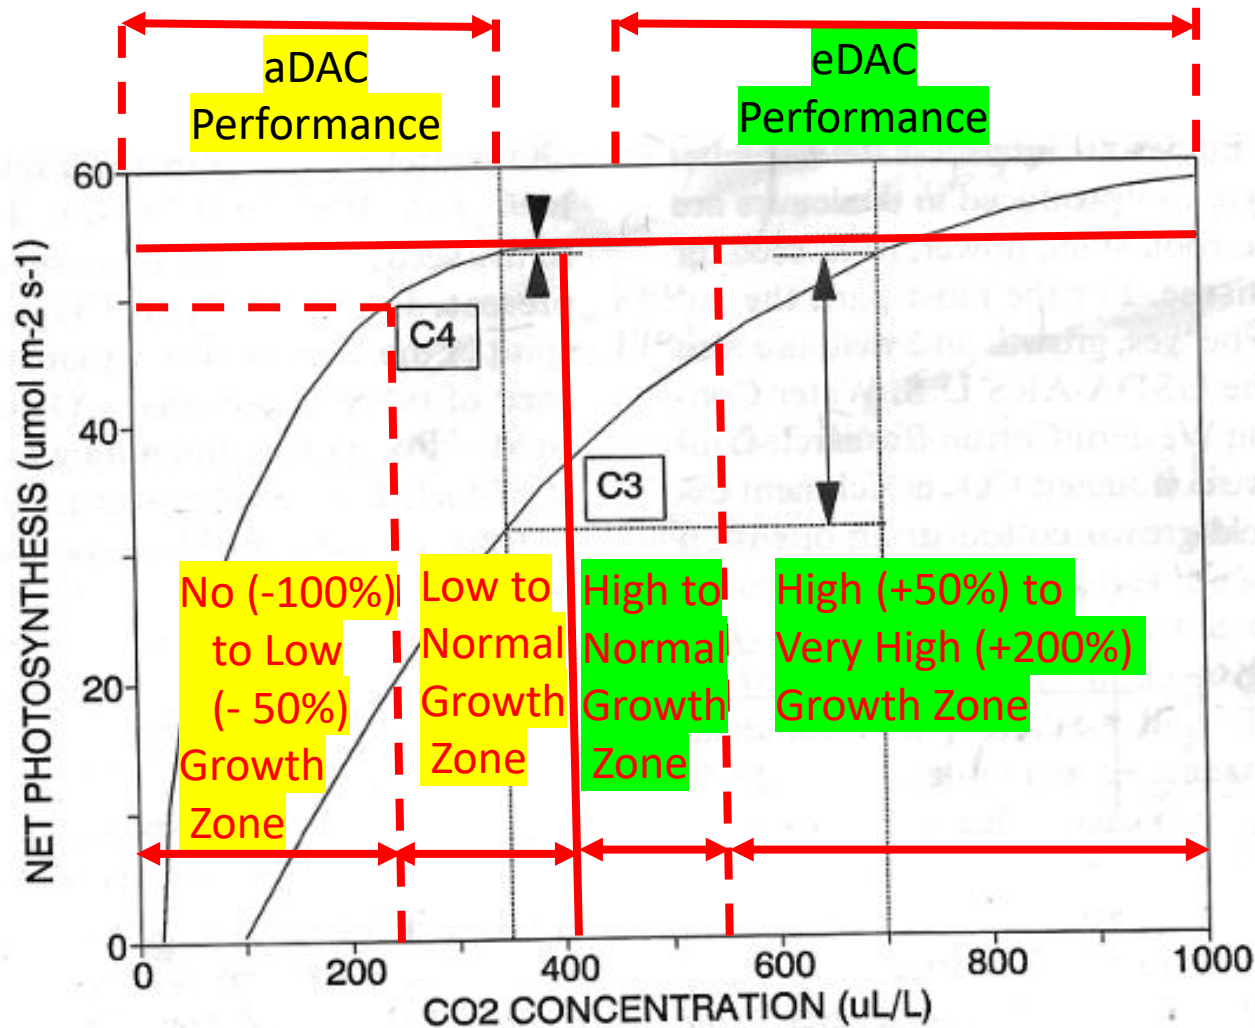 aDAC
Performance
eDAC
Performance
60
40
20
0
NET PHOTOSYNTHESIS (umol m-2 s-1)
C4
C3
No (-100%)
to Low
(- 50%)
Growth
Zone
Low to
Normal
Growth
Zone
High to
Normal
Growth
Zone
High (+50%) to
Very High (+200%)
Growth Zone
0
200
400
600
800
1000
CO2 CONCENTRATION (uL/L)